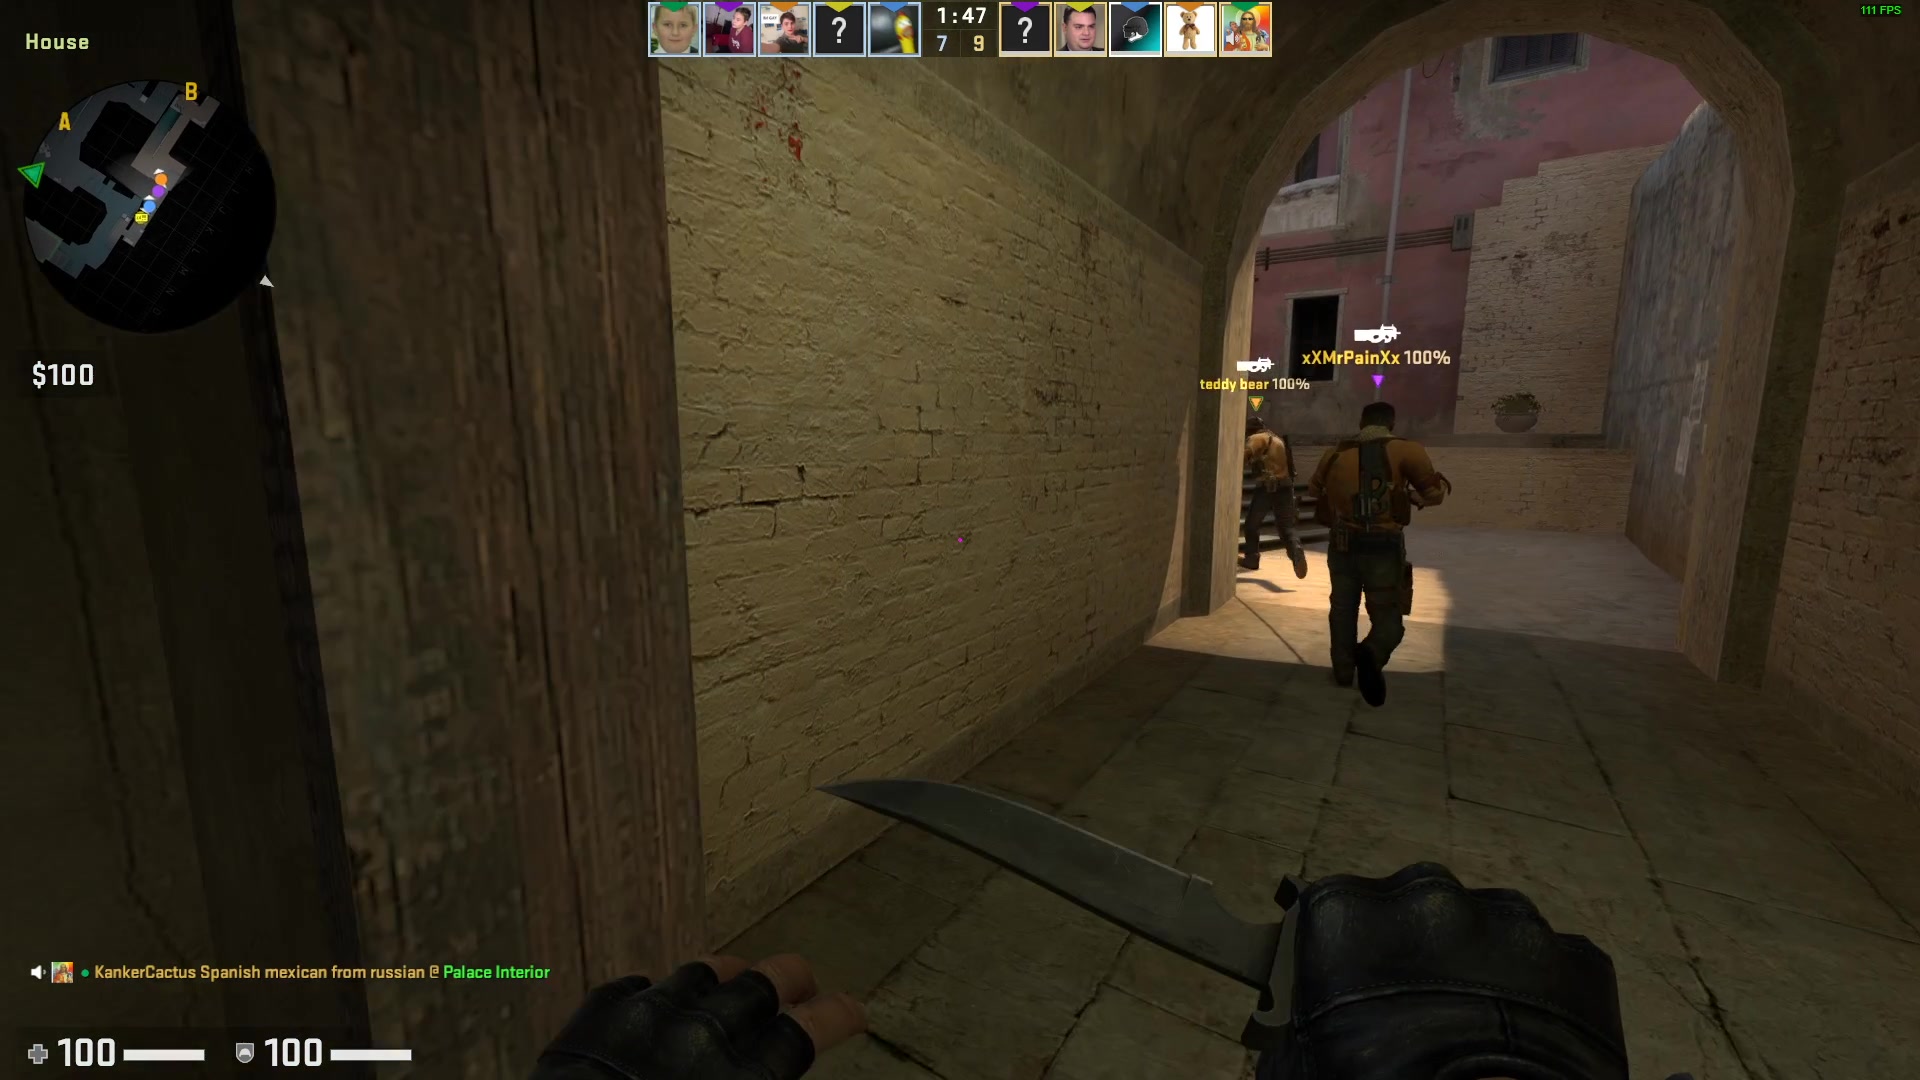 111 FPS
House
1:47
7 9
?
?
A
B
$100
xXMrPainXx 100%
teddy bear 100%
KankerCactus Spanish mexican from russian @ Palace Interior
100
100